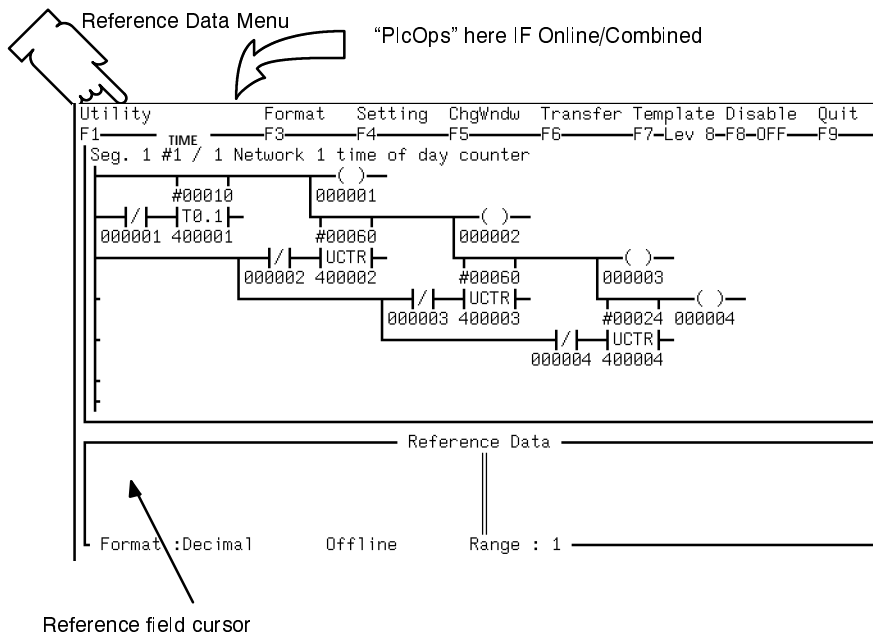 Reference Data Menu
"PlcOps" here IF Online/Combined
Utility Format Setting ChgWndw Transfer Template Disable Quit
F1 TIME F3 F4 F5 F6 F7-Lev 8-F8-OFF F9
Seg. 1 #1 / 1 Network 1 time of day counter
( )
#00010 000001
/ T0.1 ( )
000001 400001 #00060 000002
/ UCTR ( )
000002 400002 #00060 000003
/ UCTR ( )
000003 400003 #00024 000004
/ UCTR
000004 400004
Reference Data
Format :Decimal Offline Range : 1
Reference field cursor